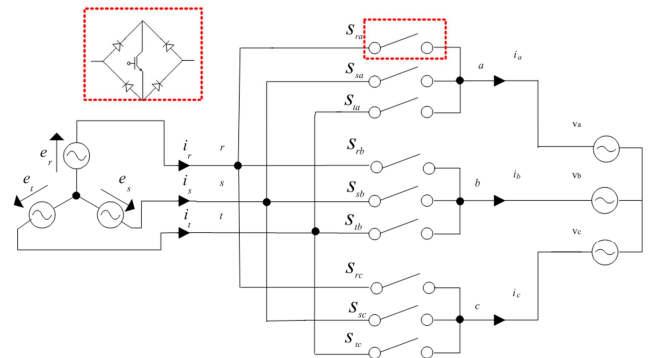 S_ra
S_sa
a
i_a
S_ta
v_a
e_r
i_r
r
S_rb
e_t
e_s
i_s
s
S_sb
b
i_b
v_b
i_t
t
S_tb
v_c
S_rc
c
i_c
S_sc
S_tc